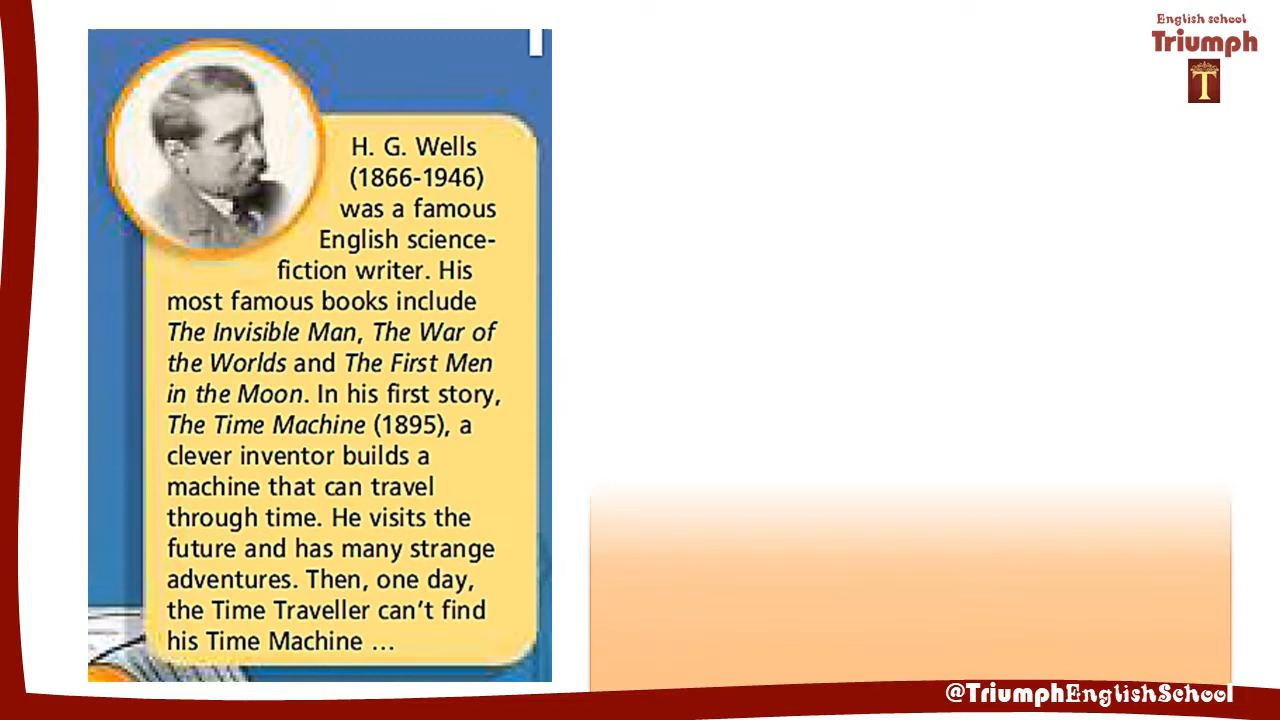 English school
Triumph
T
H. G. Wells
(1866-1946)
was a famous
English science-
fiction writer. His
most famous books include
The Invisible Man, The War of
the Worlds and The First Men
in the Moon. In his first story,
The Time Machine (1895), a
clever inventor builds a
machine that can travel
through time. He visits the
future and has many strange
adventures. Then, one day,
the Time Traveller can't find
his Time Machine ...
@TriumphEnglishSchool